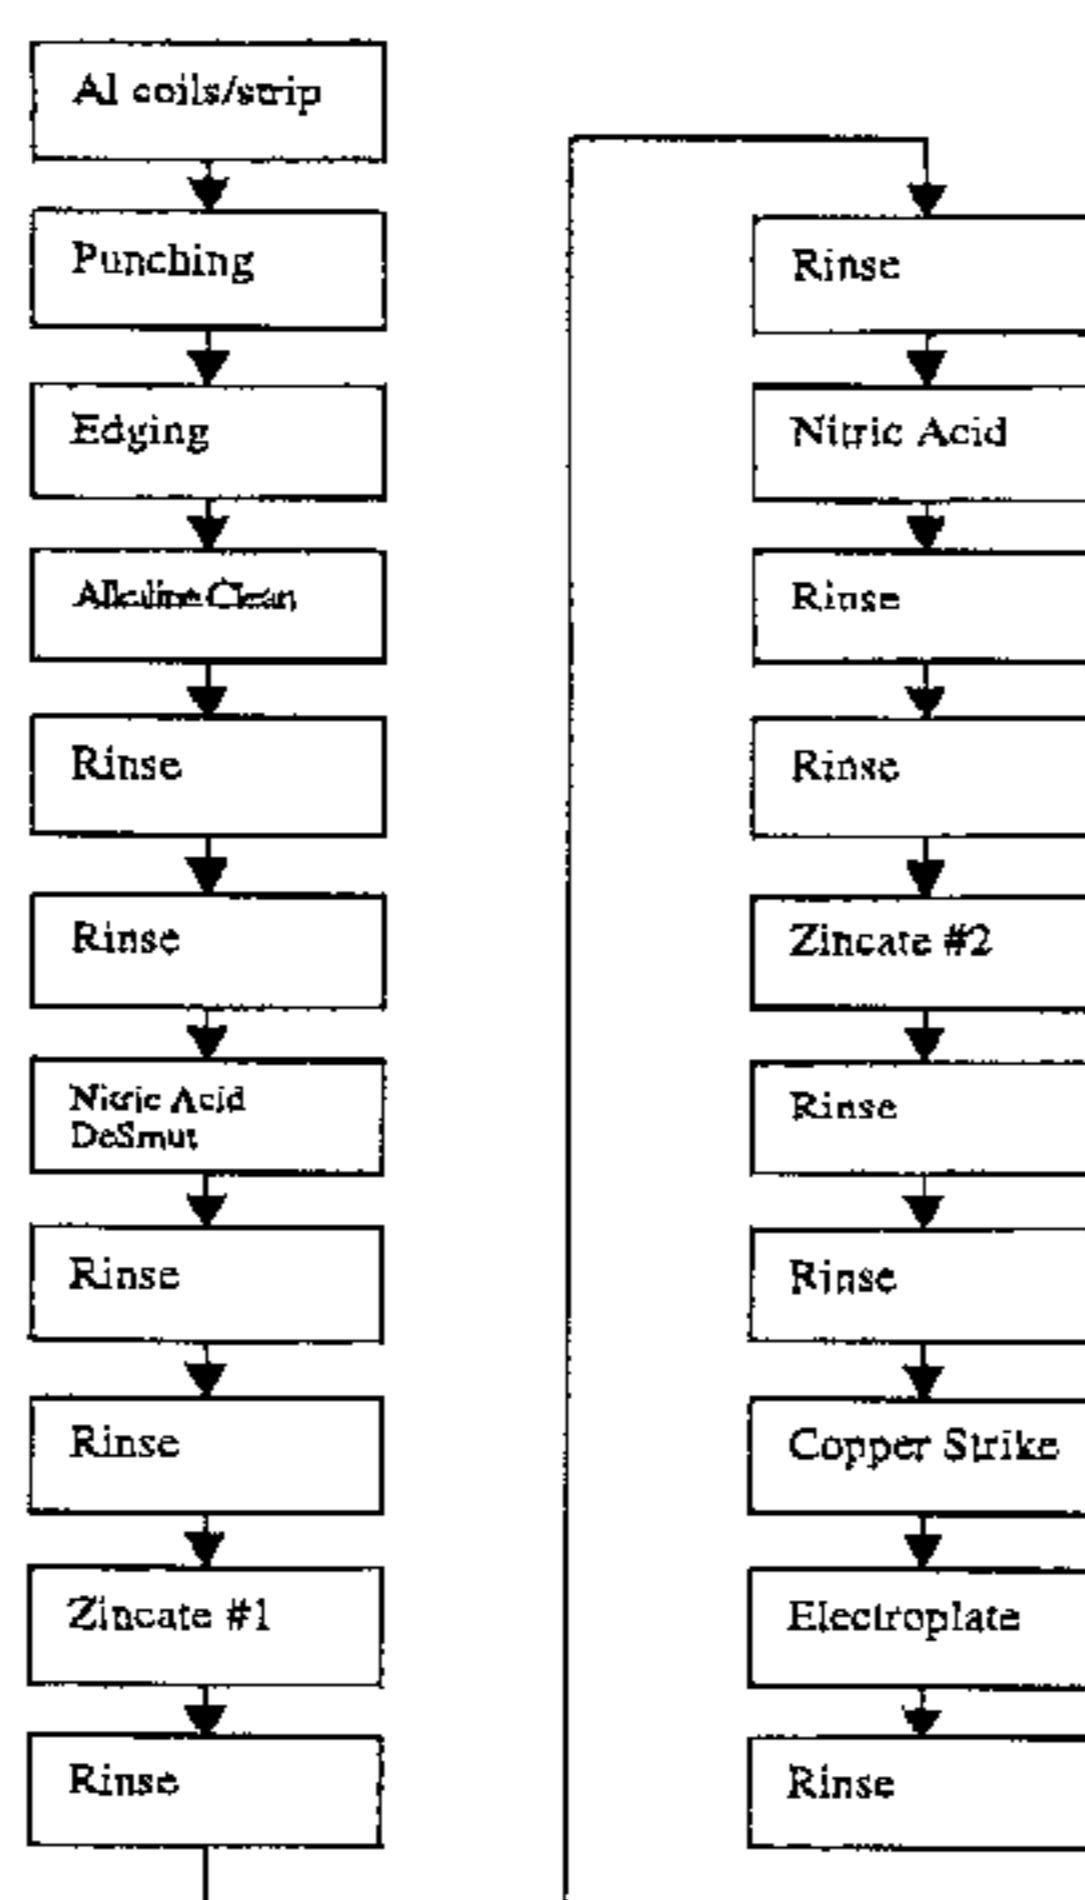 Al coils/strip
Punching
Edging
Alkaline Clean
Rinse
Rinse
Nitric Acid
DeSmut
Rinse
Rinse
Zincate #1
Rinse
Rinse
Nitric Acid
Rinse
Rinse
Zincate #2
Rinse
Rinse
Copper Strike
Electroplate
Rinse